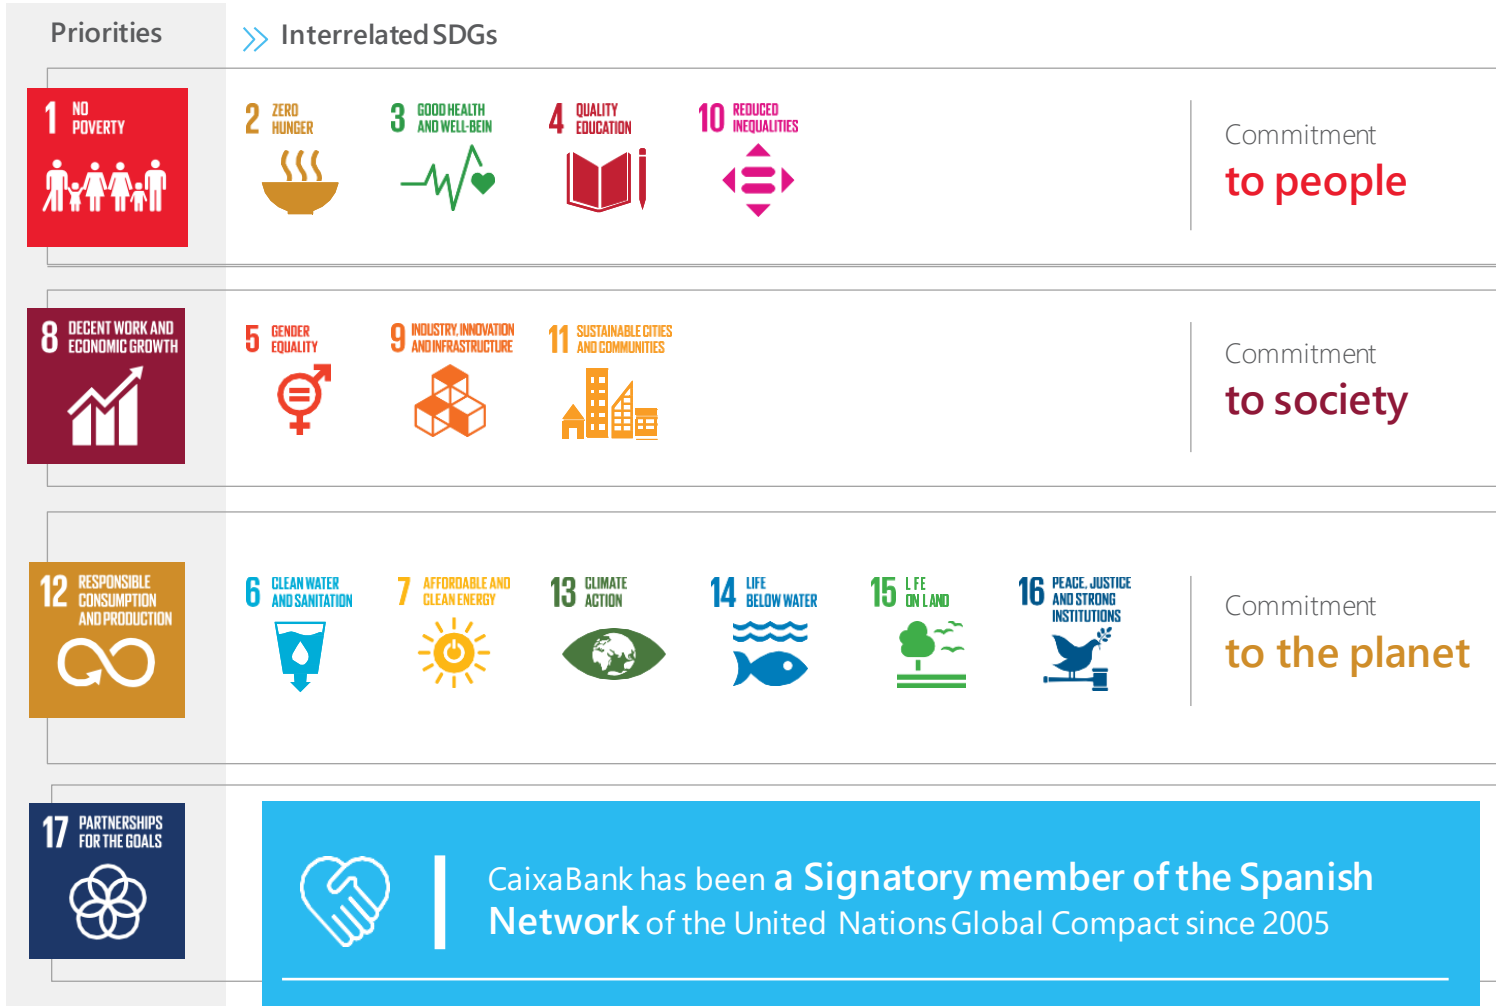 Priorities
Interrelated SDGs
1 NO
POVERTY
2 ZERO
HUNGER
3 GOOD HEALTH
AND WELL-BEIN
4 QUALITY
EDUCATION
10 REDUCED
INEQUALITIES
Commitment
to people
8 DECENT WORK AND
ECONOMIC GROWTH
5 GENDER
EQUALITY
9 INDUSTRY, INNOVATION
AND INFRASTRUCTURE
11 SUSTAINABLE CITIES
AND COMMUNITIES
Commitment
to society
12 RESPONSIBLE
CONSUMPTION
AND PRODUCTION
6 CLEAN WATER
AND SANITATION
7 AFFORDABLE AND
CLEAN ENERGY
13 CLIMATE
ACTION
14 LIFE
BELOW WATER
15 L FE
ON LAND
16 PEACE, JUSTICE
AND STRONG
INSTITUTIONS
Commitment
to the planet
17 PARTNERSHIPS
FOR THE GOALS
CaixaBank has been a Signatory member of the Spanish
Network of the United Nations Global Compact since 2005